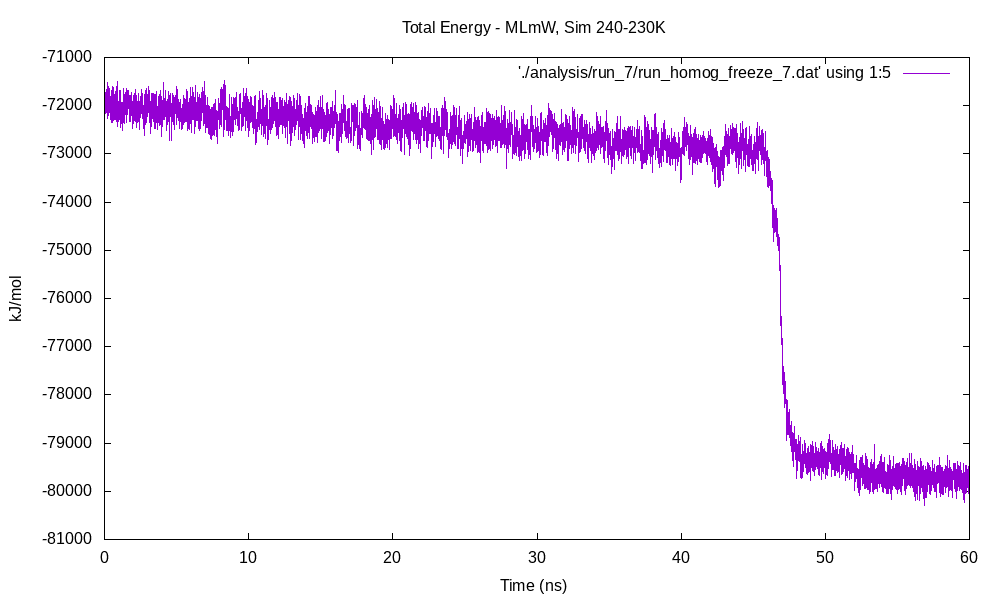 Total Energy - MLmW, Sim 240-230K
'./analysis/run_7/run_homog_freeze_7.dat' using 1:5
-71000
-72000
-73000
-74000
-75000
-76000
-77000
-78000
-79000
-80000
-81000
kJ/mol
0 10 20 30 40 50 60
Time (ns)